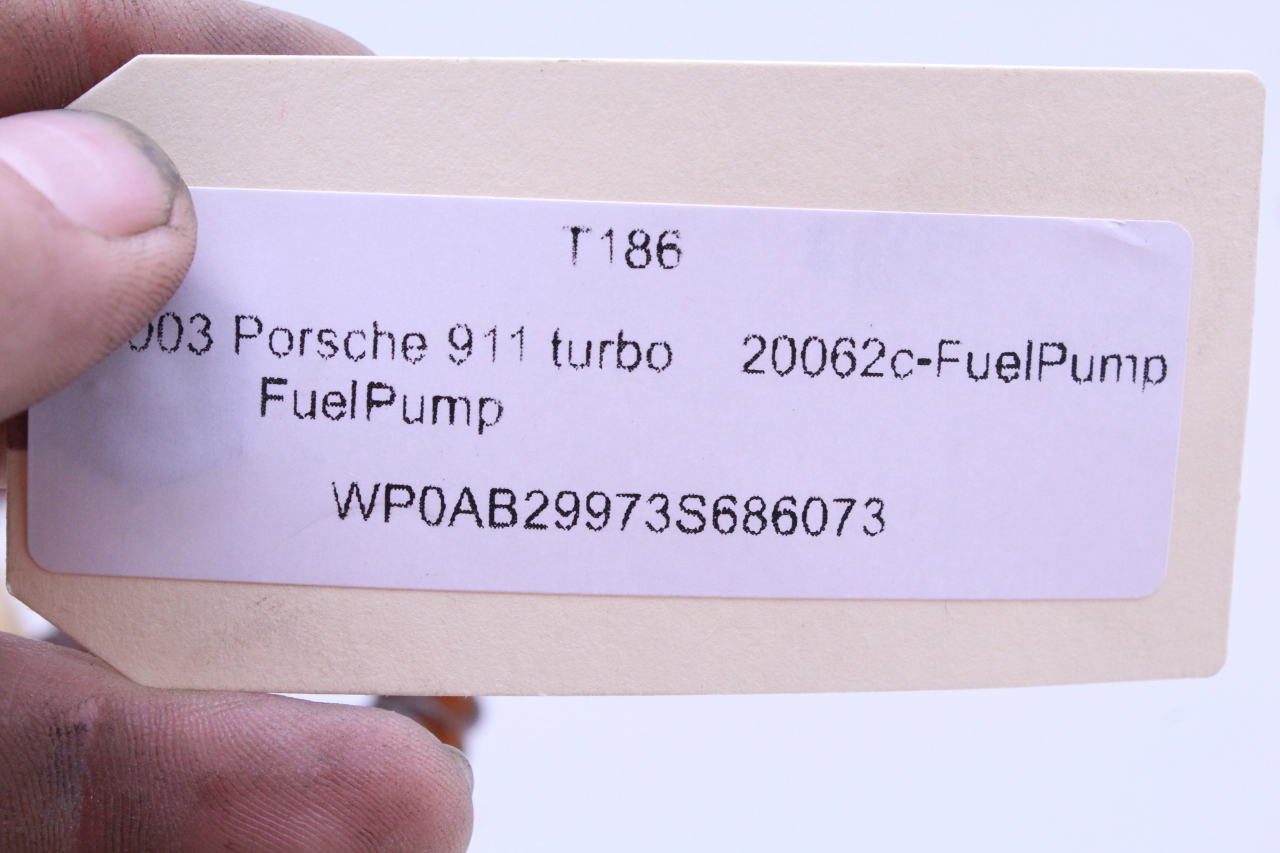 T186
003 Porsche 911 turbo 20062c-FuelPump
FuelPump
WP0AB29973S686073